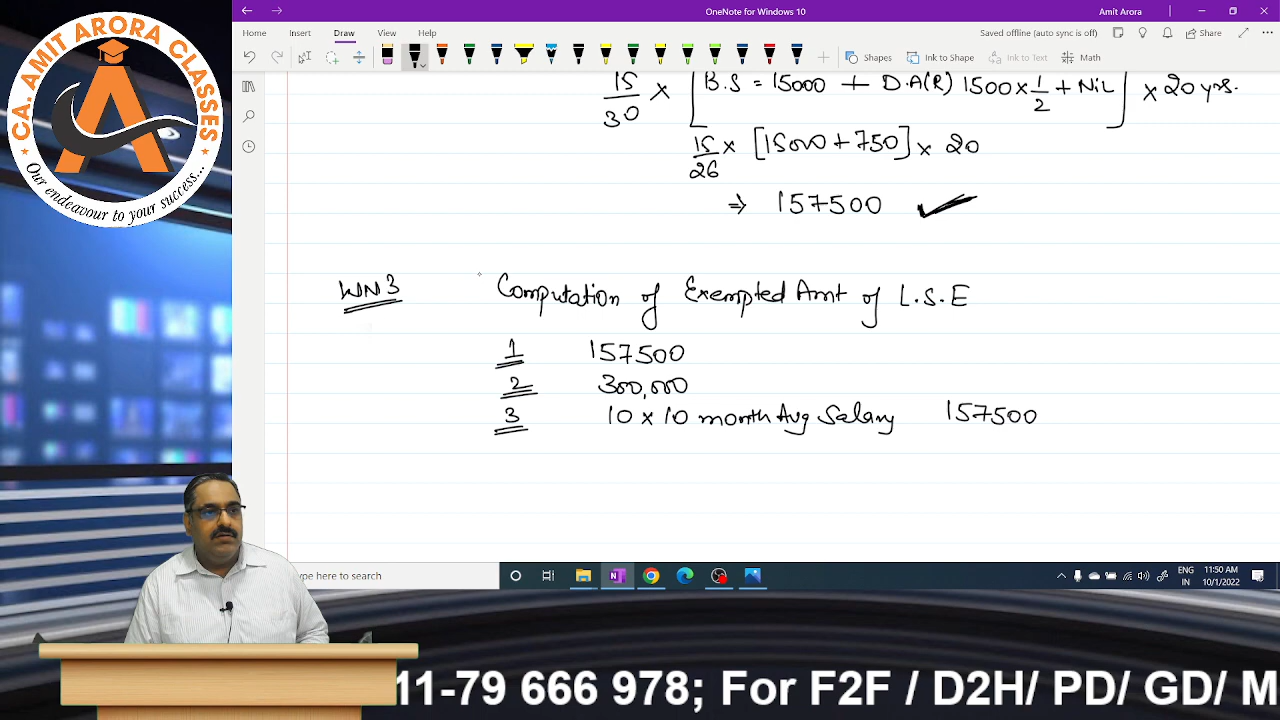 OneNote for Windows 10
Amit Arora
Home Insert Draw View Help
Saved offline (auto sync is off)
Share
Shapes
Ink to Shape
Ink to Text
Math
CA. AMIT ARORA CLASSES
Our endeavour to your success...
15/30 × [B.S = 15000 + D.A(R) 1500 × 1/2 + NiL] × 20 yrs.
15/26 × [15000 + 750] × 20
⇒ 157500 ✓
WN 3 Computation of Exempted Amt of L.S.E
1 157500
2 300,000
3 10 × 10 month Avg Salary 157500
pe here to search
ENG
IN
11:50 AM
10/1/2022
11-79 666 978; For F2F / D2H/ PD/ GD/ M